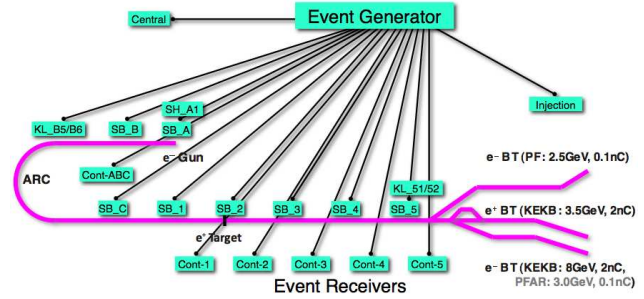 Event Generator
Central
Injection
SH_A1
KL_B5/B6
SB_B
SB_A
e⁻ Gun
e⁻ BT (PF: 2.5GeV, 0.1nC)
ARC
Cont-ABC
KL_51/52
SB_C
SB_1
SB_2
SB_3
SB_4
SB_5
e⁺ BT (KEKB: 3.5GeV, 2nC)
e⁺ Target
Cont-1
Cont-2
Cont-3
Cont-4
Cont-5
e⁻ BT (KEKB: 8GeV, 2nC,
PFAR: 3.0GeV, 0.1nC)
Event Receivers